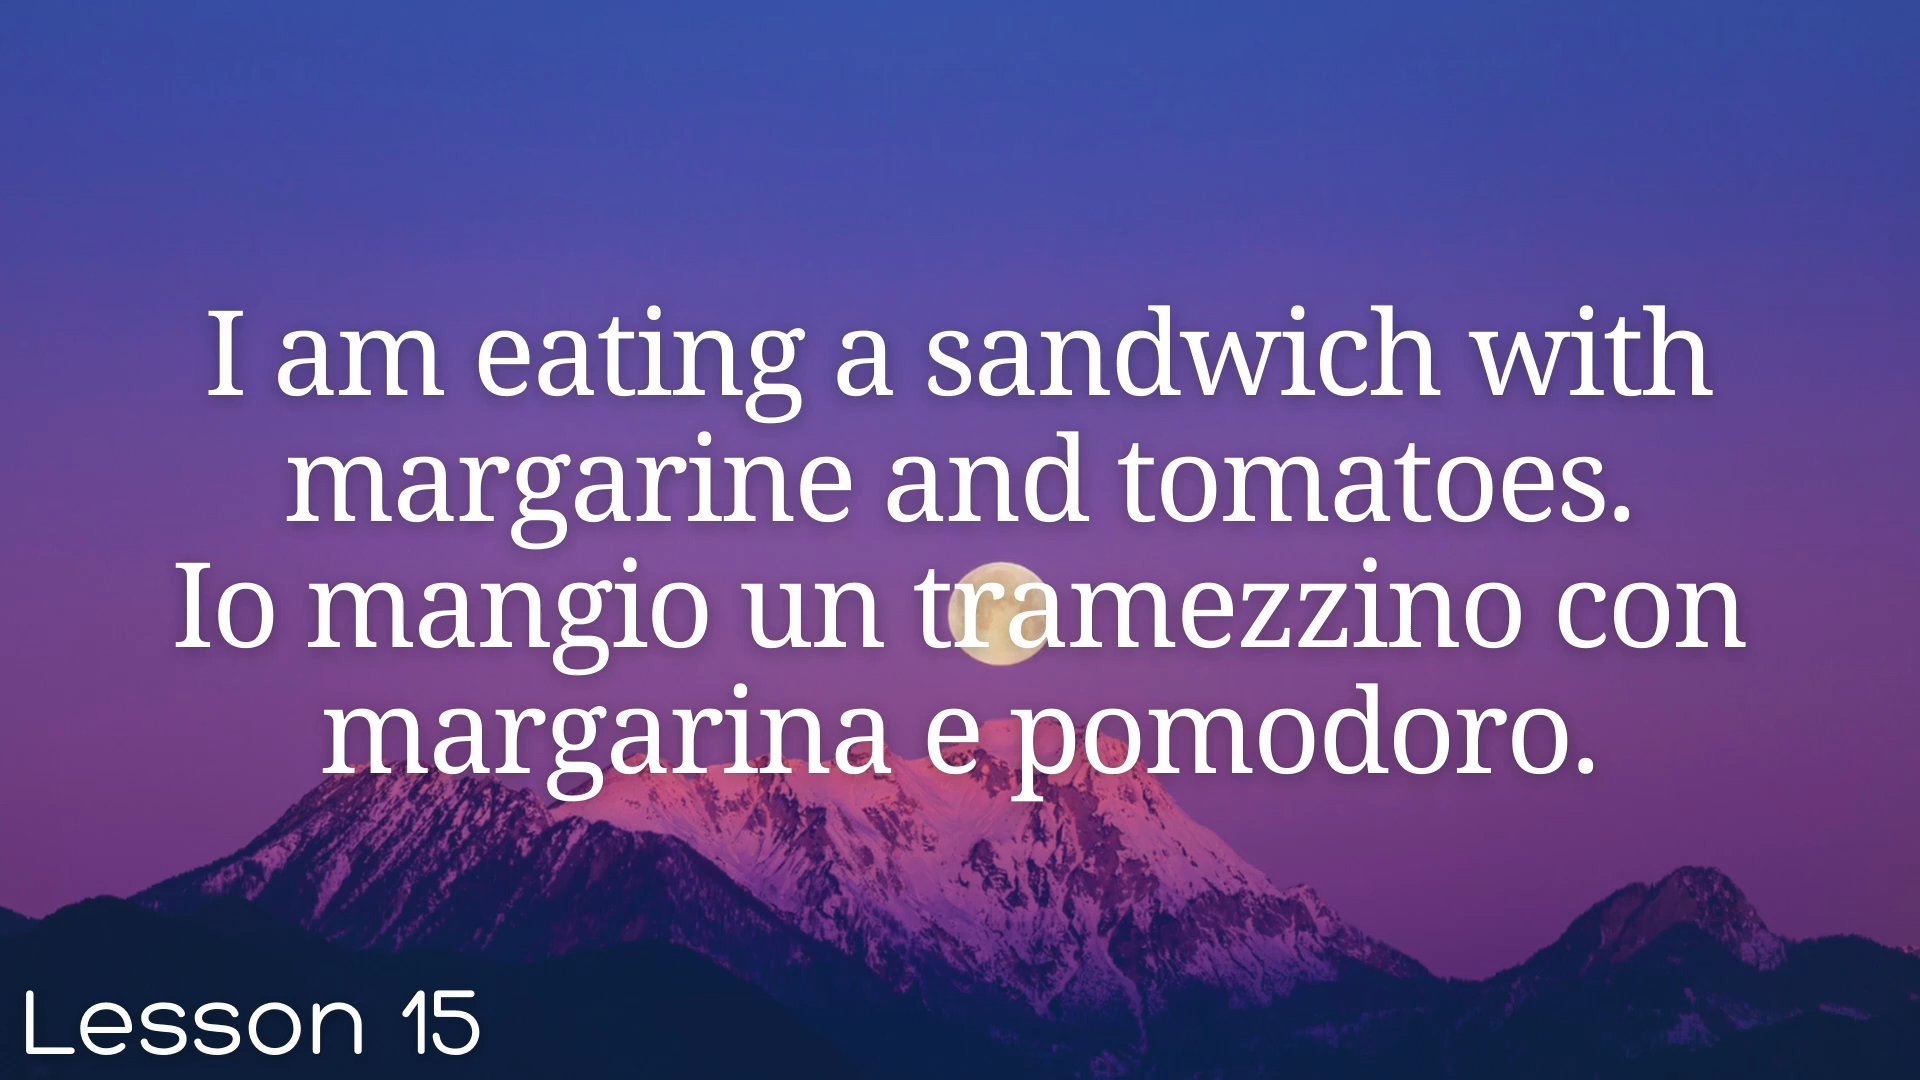 I am eating a sandwich with
margarine and tomatoes.
Io mangio un tramezzino con
margarina e pomodoro.
Lesson 15